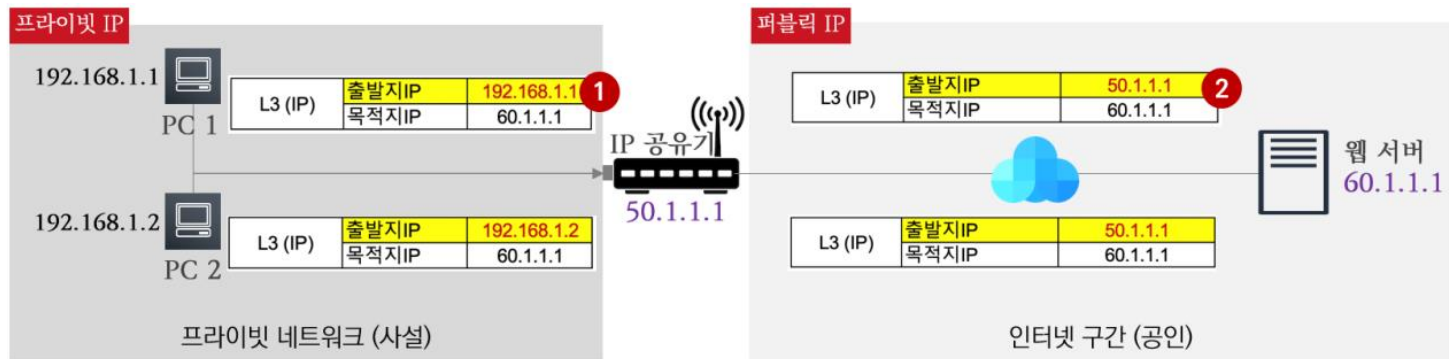 프라이빗 IP
192.168.1.1
PC 1
L3 (IP)
출발지IP 192.168.1.1
목적지IP 60.1.1.1
1
192.168.1.2
PC 2
L3 (IP)
출발지IP 192.168.1.2
목적지IP 60.1.1.1
프라이빗 네트워크 (사설)
IP 공유기
50.1.1.1
퍼블릭 IP
L3 (IP)
출발지IP 50.1.1.1
목적지IP 60.1.1.1
2
L3 (IP)
출발지IP 50.1.1.1
목적지IP 60.1.1.1
웹 서버
60.1.1.1
인터넷 구간 (공인)